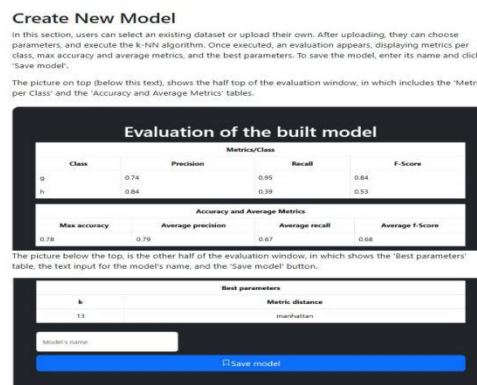 Create New Model
In this section, users can select an existing dataset or upload their own. After uploading, they can choose
parameters, and execute the k-NN algorithm. Once executed, an evaluation appears, displaying metrics per
class, max accuracy and average metrics, and the best parameters. To save the model, enter its name and clic
'Save model'.
The picture on top (below this text), shows the half top of the evaluation window, in which includes the 'Metri
per Class' and the 'Accuracy and Average Metrics' tables.
Evaluation of the built model
Metrics/Class
Class Precision Recall F-Score
g 0.74 0.95 0.84
h 0.84 0.39 0.53
Accuracy and Average Metrics
Max accuracy Average precision Average recall Average f-Score
0.78 0.79 0.67 0.68
The picture below the top, is the other half of the evaluation window, in which shows the 'Best parameters'
table, the text input for the model's name, and the 'Save model' button.
Best parameters
k Metric distance
13 manhattan
Model's name
Save model